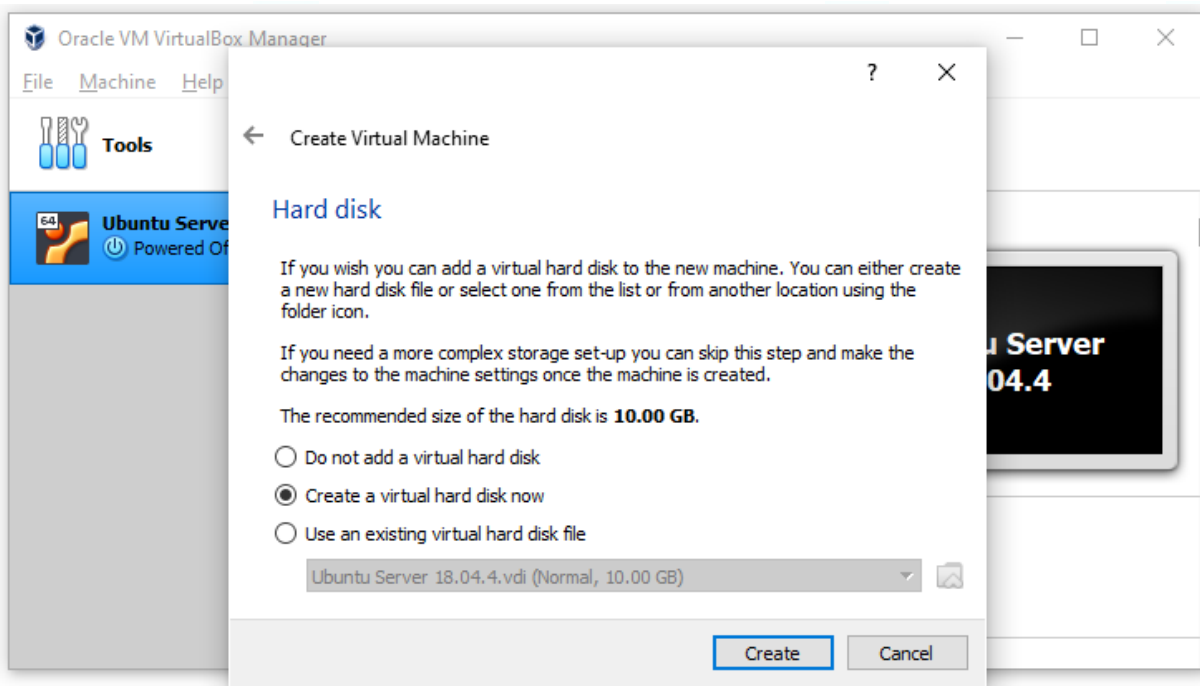 Oracle VM VirtualBox Manager
File Machine Help
?
Tools
Create Virtual Machine
64
Ubuntu Serve
Powered Of
Hard disk
If you wish you can add a virtual hard disk to the new machine. You can either create
a new hard disk file or select one from the list or from another location using the
folder icon.
If you need a more complex storage set-up you can skip this step and make the
changes to the machine settings once the machine is created.
The recommended size of the hard disk is 10.00 GB.
Do not add a virtual hard disk
Create a virtual hard disk now
Use an existing virtual hard disk file
Ubuntu Server 18.04.4.vdi (Normal, 10.00 GB)
Create Cancel
u Server
04.4